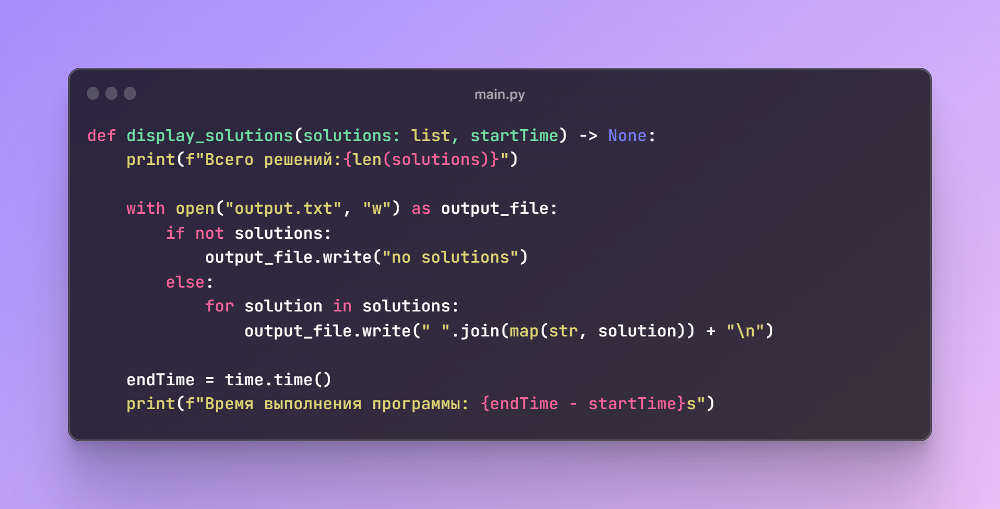 main.py
def display_solutions(solutions: list, startTime) -> None:
    print(f"Всего решений:{len(solutions)}")
    with open("output.txt", "w") as output_file:
        if not solutions:
            output_file.write("no solutions")
        else:
            for solution in solutions:
                output_file.write(" ".join(map(str, solution)) + "\n")
    endTime = time.time()
    print(f"Время выполнения программы: {endTime - startTime}s")